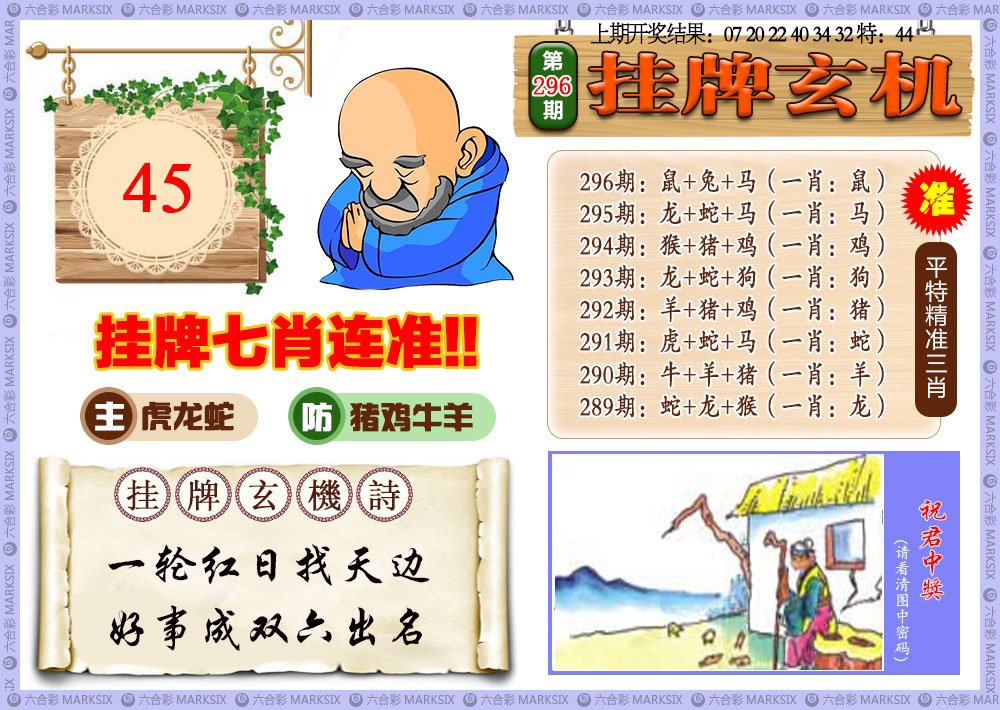 六合彩 MARKSIX
上期开奖结果：07 20 22 40 34 32 特：44
第
296
期
挂牌玄机
45
挂牌七肖连准!!
主 虎龙蛇
防 猪鸡牛羊
296期：鼠+兔+马（一肖：鼠）
295期：龙+蛇+马（一肖：马）
294期：猴+猪+鸡（一肖：鸡）
293期：龙+蛇+狗（一肖：狗）
292期：羊+猪+鸡（一肖：猪）
291期：虎+蛇+马（一肖：蛇）
290期：牛+羊+猪（一肖：羊）
289期：蛇+龙+猴（一肖：龙）
准
平特精准三肖
挂牌玄機詩
一轮红日找天边
好事成双六出名
祝君中獎
（请看清图中密码）